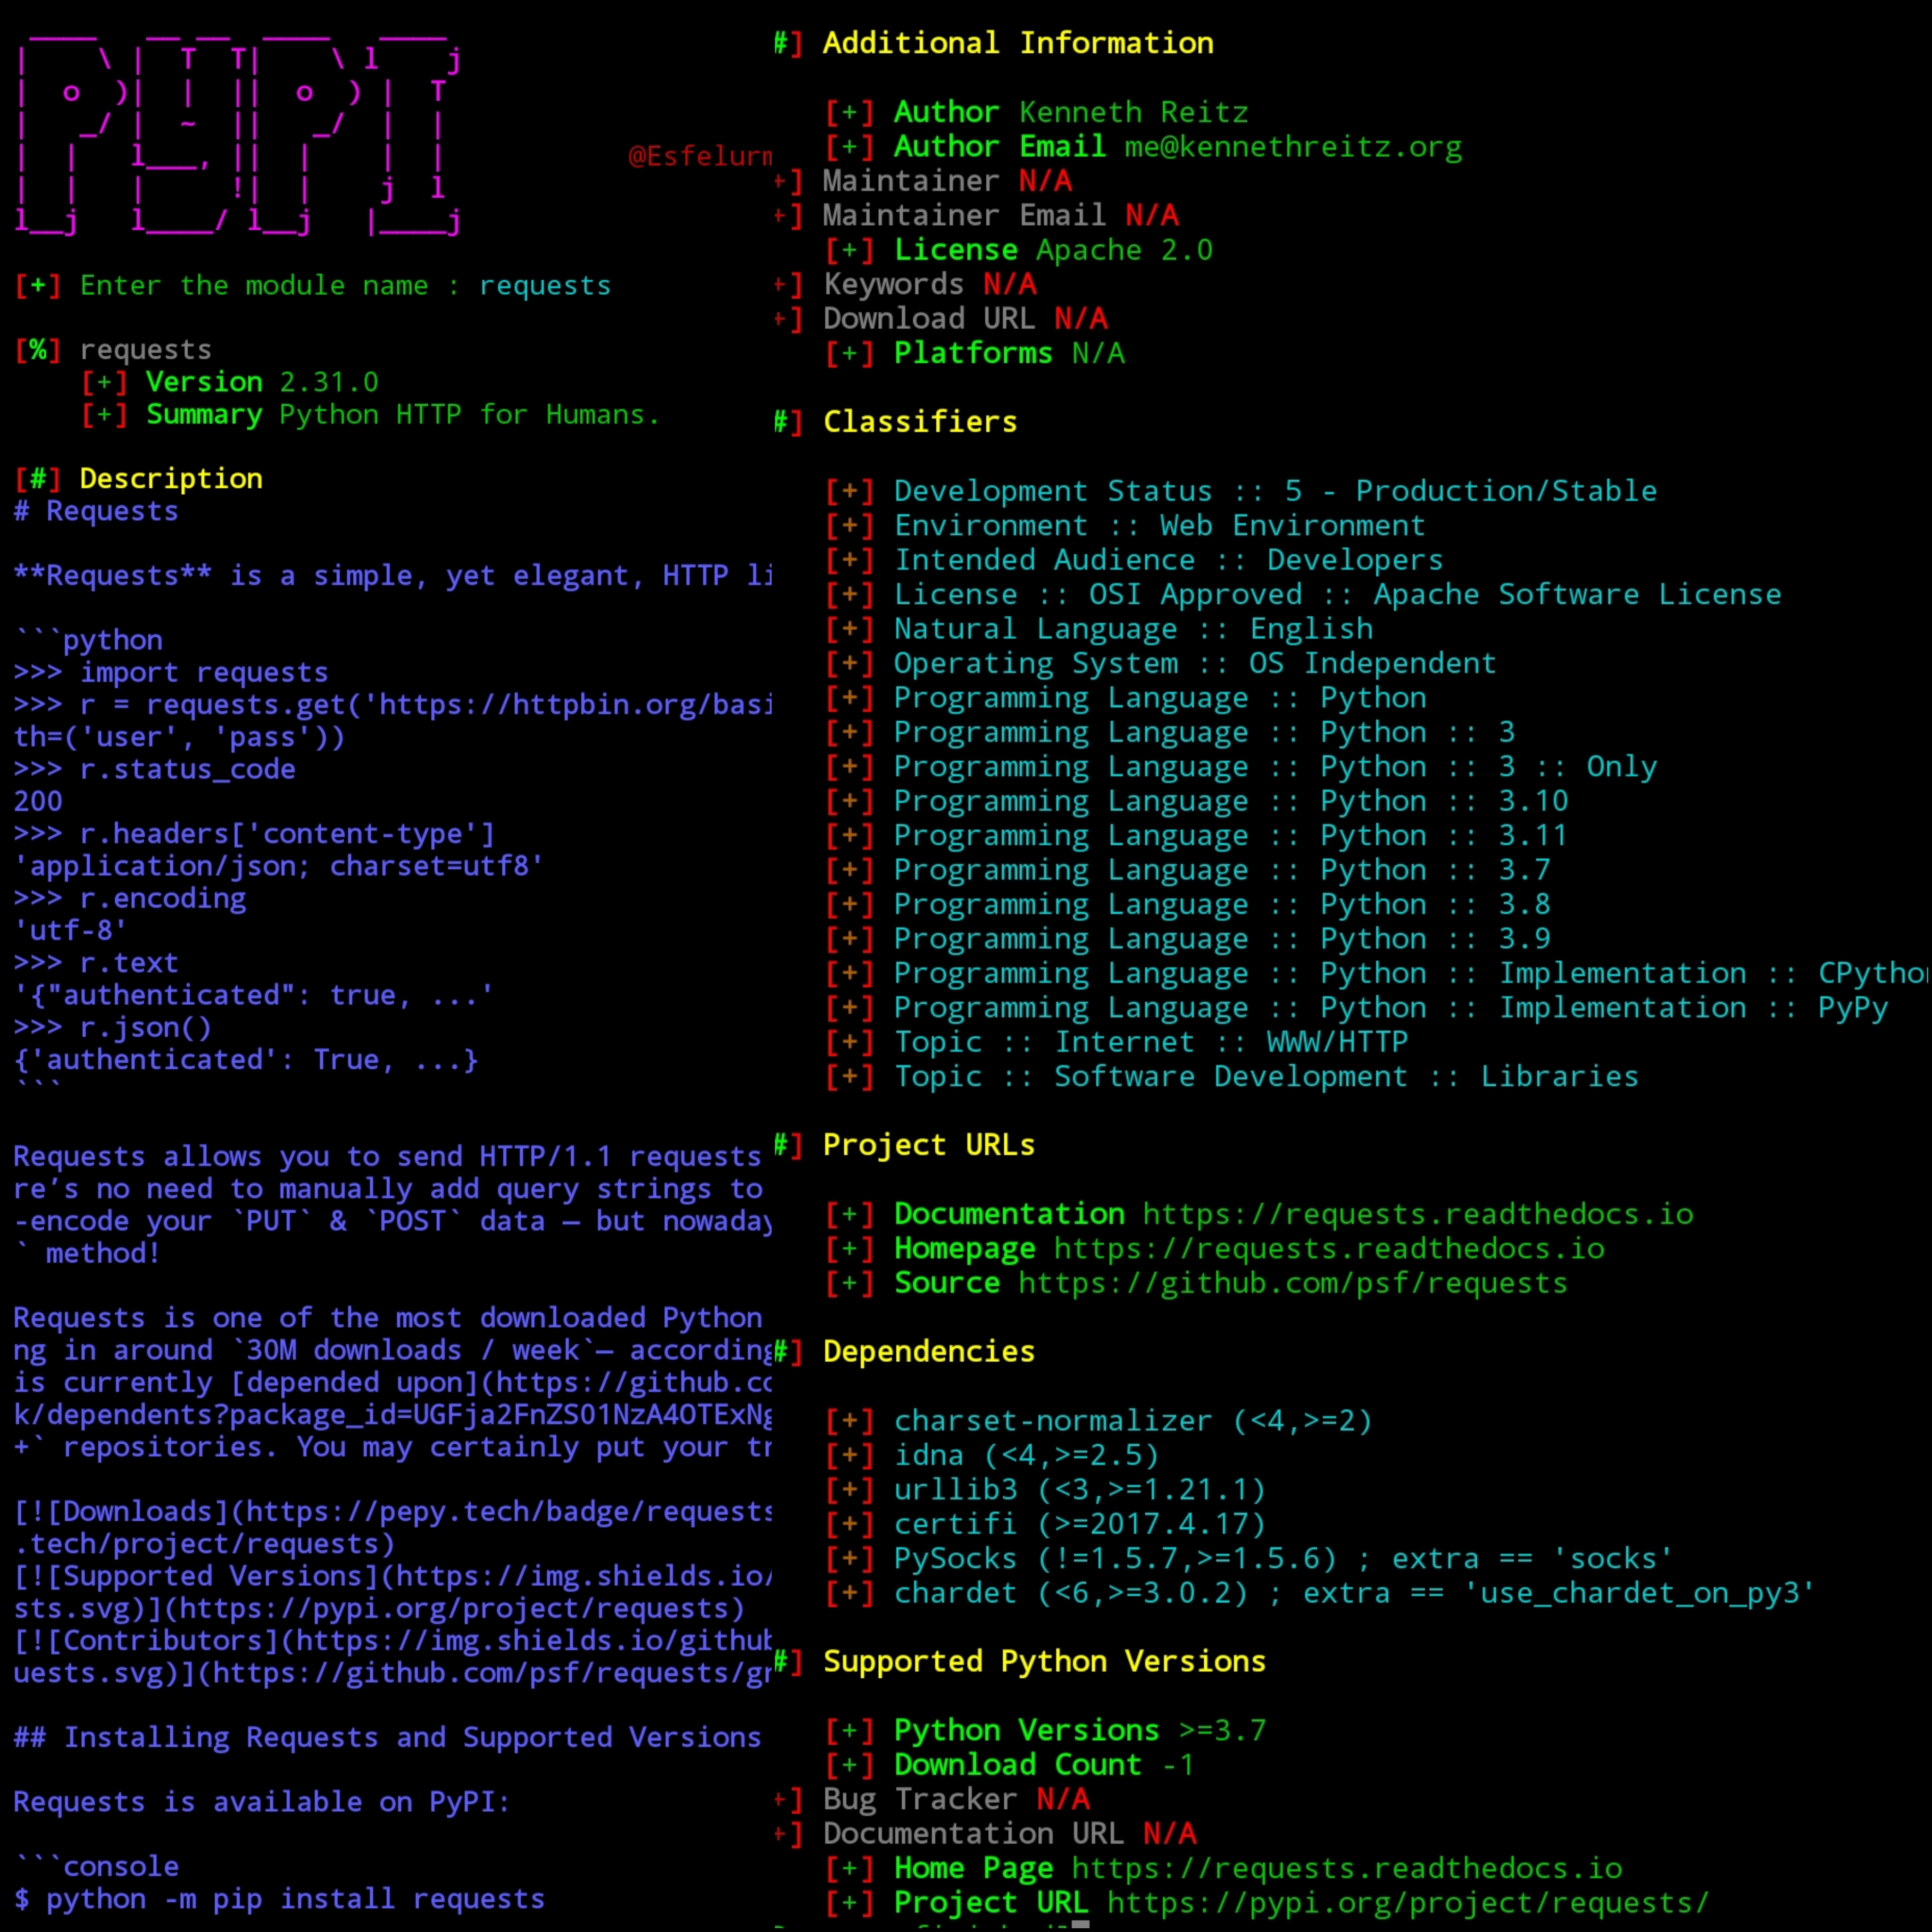 @Esfelurm
[+] Enter the module name : requests
[%] requests
[+] Version 2.31.0
[+] Summary Python HTTP for Humans.
[#] Description
# Requests
**Requests** is a simple, yet elegant, HTTP li
```python
>>> import requests
>>> r = requests.get('https://httpbin.org/basi
th=('user', 'pass'))
>>> r.status_code
200
>>> r.headers['content-type']
'application/json; charset=utf8'
>>> r.encoding
'utf-8'
>>> r.text
'{"authenticated": true, ...'
>>> r.json()
{'authenticated': True, ...}
```
Requests allows you to send HTTP/1.1 requests
re’s no need to manually add query strings to
-encode your `PUT` & `POST` data — but nowaday
` method!
Requests is one of the most downloaded Python
ng in around `30M downloads / week`— according
is currently [depended upon](https://github.co
k/dependents?package_id=UGFja2FnZS01NzA4OTExNg
+` repositories. You may certainly put your tr
[![Downloads](https://pepy.tech/badge/requests
.tech/project/requests)
[![Supported Versions](https://img.shields.io/
sts.svg)](https://pypi.org/project/requests)
[![Contributors](https://img.shields.io/github
uests.svg)](https://github.com/psf/requests/gr
## Installing Requests and Supported Versions
Requests is available on PyPI:
```console
$ python -m pip install requests
#] Additional Information
[+] Author Kenneth Reitz
[+] Author Email me@kennethreitz.org
+] Maintainer N/A
+] Maintainer Email N/A
[+] License Apache 2.0
+] Keywords N/A
+] Download URL N/A
[+] Platforms N/A
#] Classifiers
[+] Development Status :: 5 - Production/Stable
[+] Environment :: Web Environment
[+] Intended Audience :: Developers
[+] License :: OSI Approved :: Apache Software License
[+] Natural Language :: English
[+] Operating System :: OS Independent
[+] Programming Language :: Python
[+] Programming Language :: Python :: 3
[+] Programming Language :: Python :: 3 :: Only
[+] Programming Language :: Python :: 3.10
[+] Programming Language :: Python :: 3.11
[+] Programming Language :: Python :: 3.7
[+] Programming Language :: Python :: 3.8
[+] Programming Language :: Python :: 3.9
[+] Programming Language :: Python :: Implementation :: CPython
[+] Programming Language :: Python :: Implementation :: PyPy
[+] Topic :: Internet :: WWW/HTTP
[+] Topic :: Software Development :: Libraries
#] Project URLs
[+] Documentation https://requests.readthedocs.io
[+] Homepage https://requests.readthedocs.io
[+] Source https://github.com/psf/requests
#] Dependencies
[+] charset-normalizer (<4,>=2)
[+] idna (<4,>=2.5)
[+] urllib3 (<3,>=1.21.1)
[+] certifi (>=2017.4.17)
[+] PySocks (!=1.5.7,>=1.5.6) ; extra == 'socks'
[+] chardet (<6,>=3.0.2) ; extra == 'use_chardet_on_py3'
#] Supported Python Versions
[+] Python Versions >=3.7
[+] Download Count -1
+] Bug Tracker N/A
+] Documentation URL N/A
[+] Home Page https://requests.readthedocs.io
[+] Project URL https://pypi.org/project/requests/